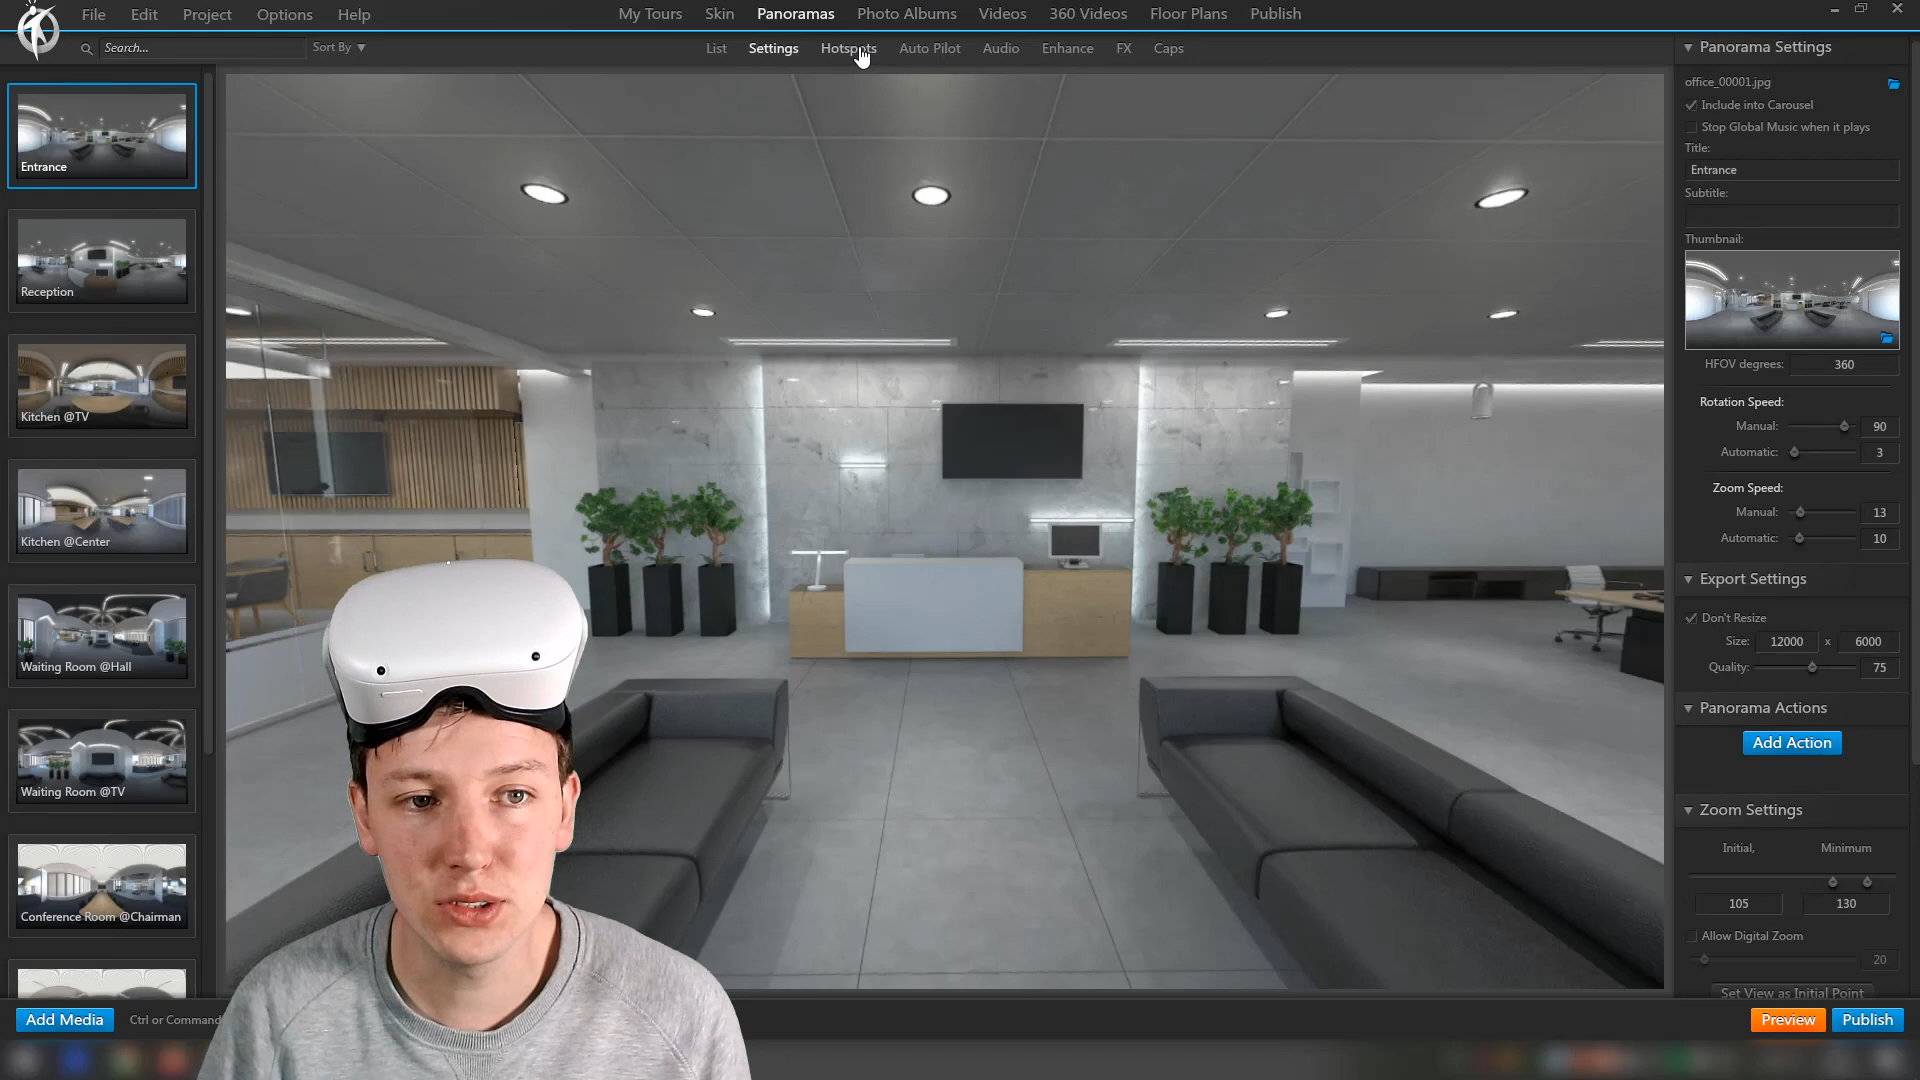 File Edit Project Options Help
My Tours Skin Panoramas Photo Albums Videos 360 Videos Floor Plans Publish
Search... Sort By ▼
List Settings Hotspots Auto Pilot Audio Enhance FX Caps
Entrance
Reception
Kitchen @TV
Kitchen @Center
Waiting Room @Hall
Waiting Room @TV
Conference Room @Chairman
Panorama Settings
office_00001.jpg
Include into Carousel
Stop Global Music when it plays
Title:
Entrance
Subtitle:
Thumbnail:
HFOV degrees: 360
Rotation Speed:
Manual: 90
Automatic: 3
Zoom Speed:
Manual: 13
Automatic: 10
Export Settings
Don't Resize
Size: 12000 x 6000
Quality: 75
Panorama Actions
Add Action
Zoom Settings
Initial, Minimum
105 130
Allow Digital Zoom
20
Set View as Initial Point
Add Media Ctrl or Command
Preview Publish